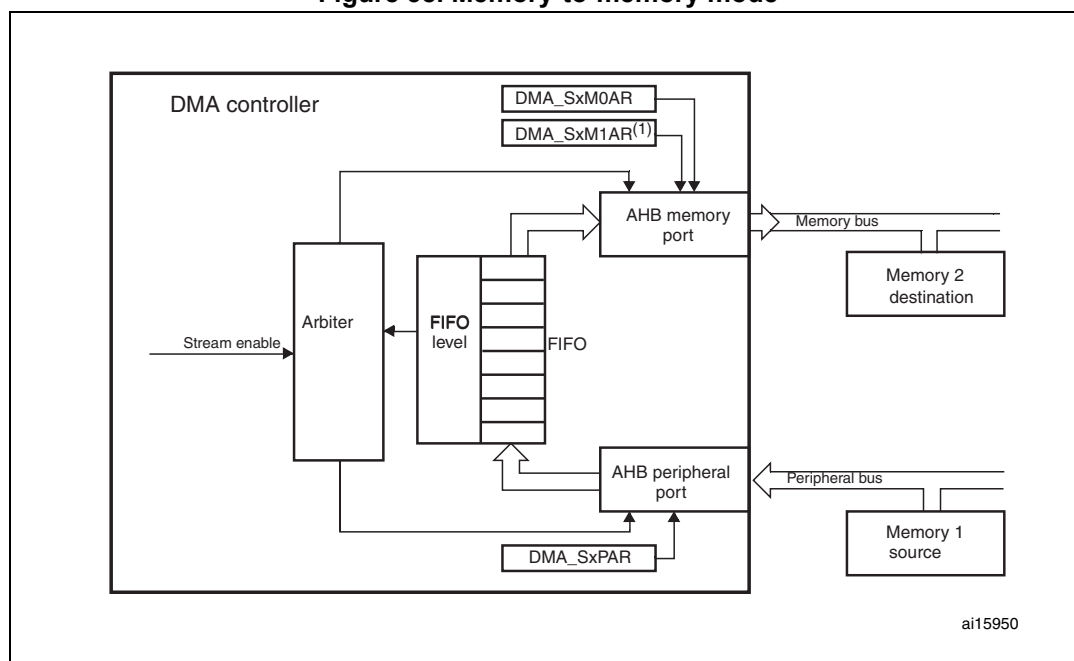 DMA controller
DMA_SxM0AR
DMA_SxM1AR(1)
AHB memory
port
Memory bus
Memory 2
destination
Arbiter
FIFO
level
FIFO
Stream enable
AHB peripheral
port
Peripheral bus
Memory 1
source
DMA_SxPAR
ai15950